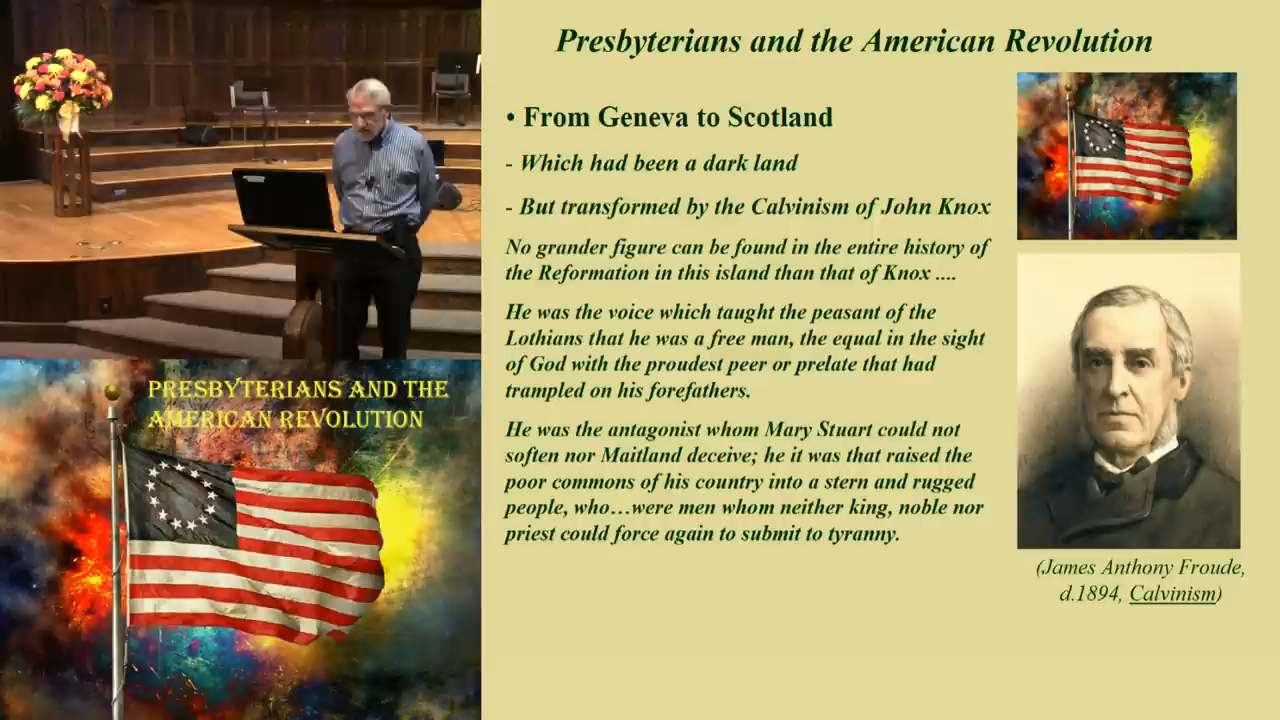 Presbyterians and the American Revolution
• From Geneva to Scotland
- Which had been a dark land
- But transformed by the Calvinism of John Knox
No grander figure can be found in the entire history of
the Reformation in this island than that of Knox ....
He was the voice which taught the peasant of the
Lothians that he was a free man, the equal in the sight
of God with the proudest peer or prelate that had
trampled on his forefathers.
He was the antagonist whom Mary Stuart could not
soften nor Maitland deceive; he it was that raised the
poor commons of his country into a stern and rugged
people, who…were men whom neither king, noble nor
priest could force again to submit to tyranny.
(James Anthony Froude,
d.1894, Calvinism)
PRESBYTERIANS AND THE
AMERICAN REVOLUTION